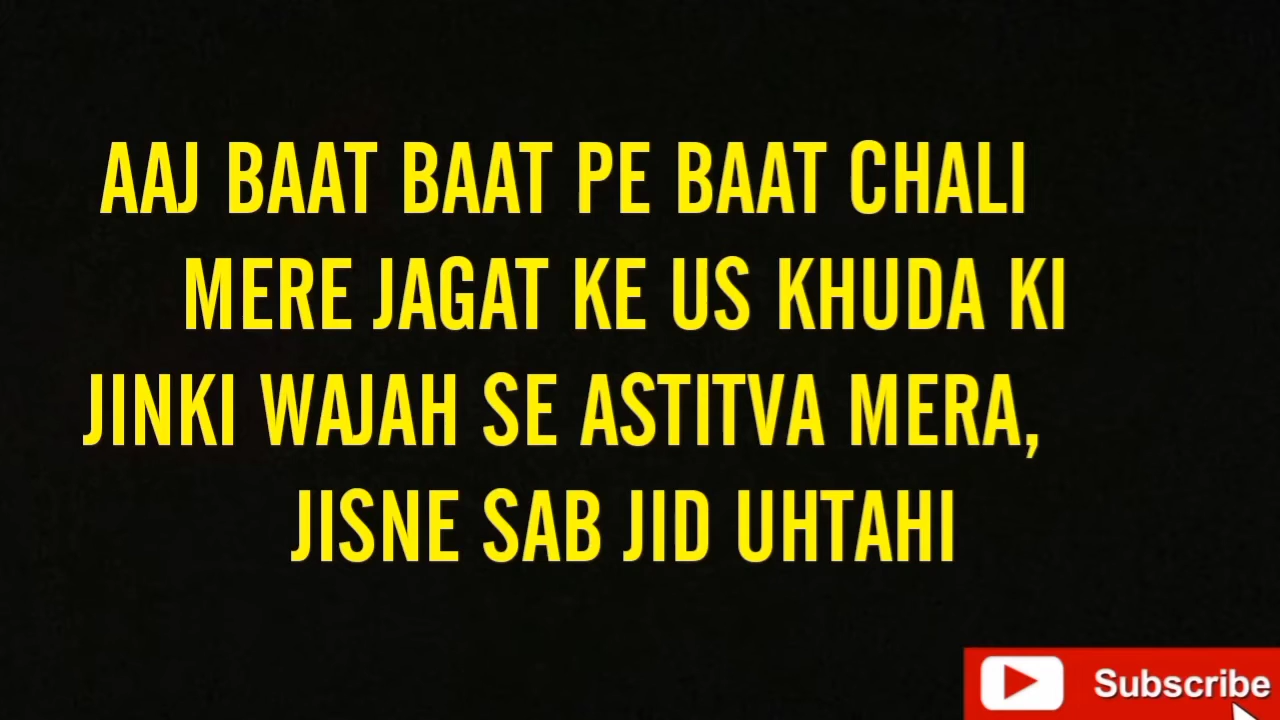 AAJ BAAT BAAT PE BAAT CHALI
MERE JAGAT KE US KHUDA KI
JINKI WAJAH SE ASTITVA MERA,
JISNE SAB JID UHTAHI
Subscribe